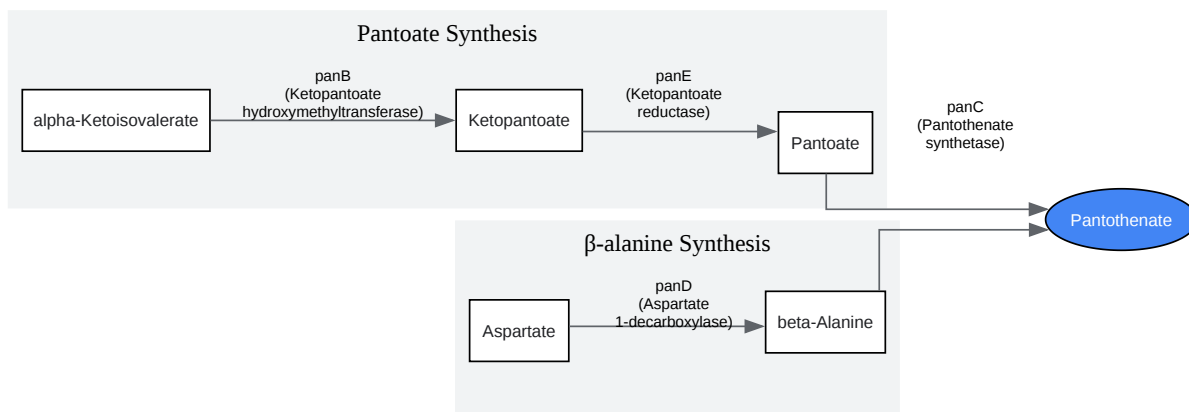 Pantoate Synthesis
panB
(Ketopantoate
hydroxymethyltransferase)
panE
(Ketopantoate
reductase)
panC
(Pantothenate
synthetase)
alpha-Ketoisovalerate
Ketopantoate
Pantoate
Pantothenate
β-alanine Synthesis
panD
(Aspartate
1-decarboxylase)
Aspartate
beta-Alanine